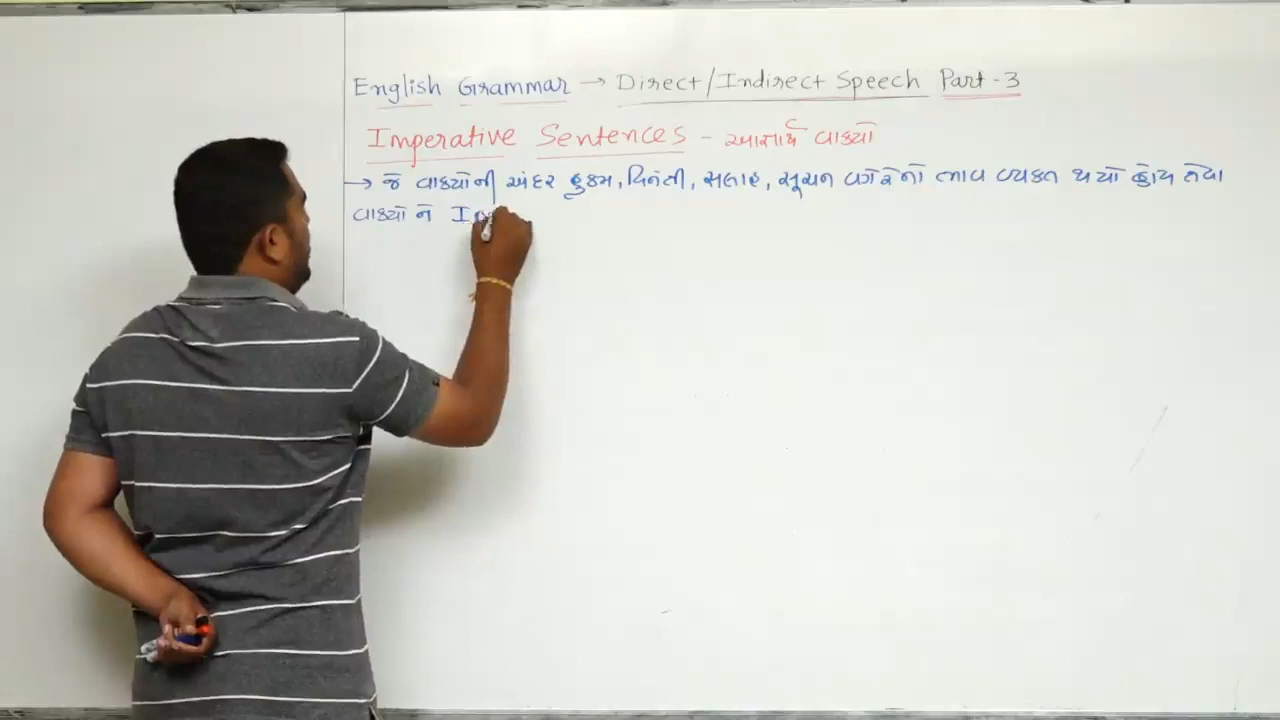 English Grammar → Direct/Indirect Speech Part-3
Imperative Sentences - આજ્ઞાર્થ વાક્યો
→ જે વાક્યોની અંદર હુકમ, વિનંતી, સલાહ, સૂચન વગેરેનો ભાવ વ્યક્ત થયો હોય તેવા
વાક્યો ને I